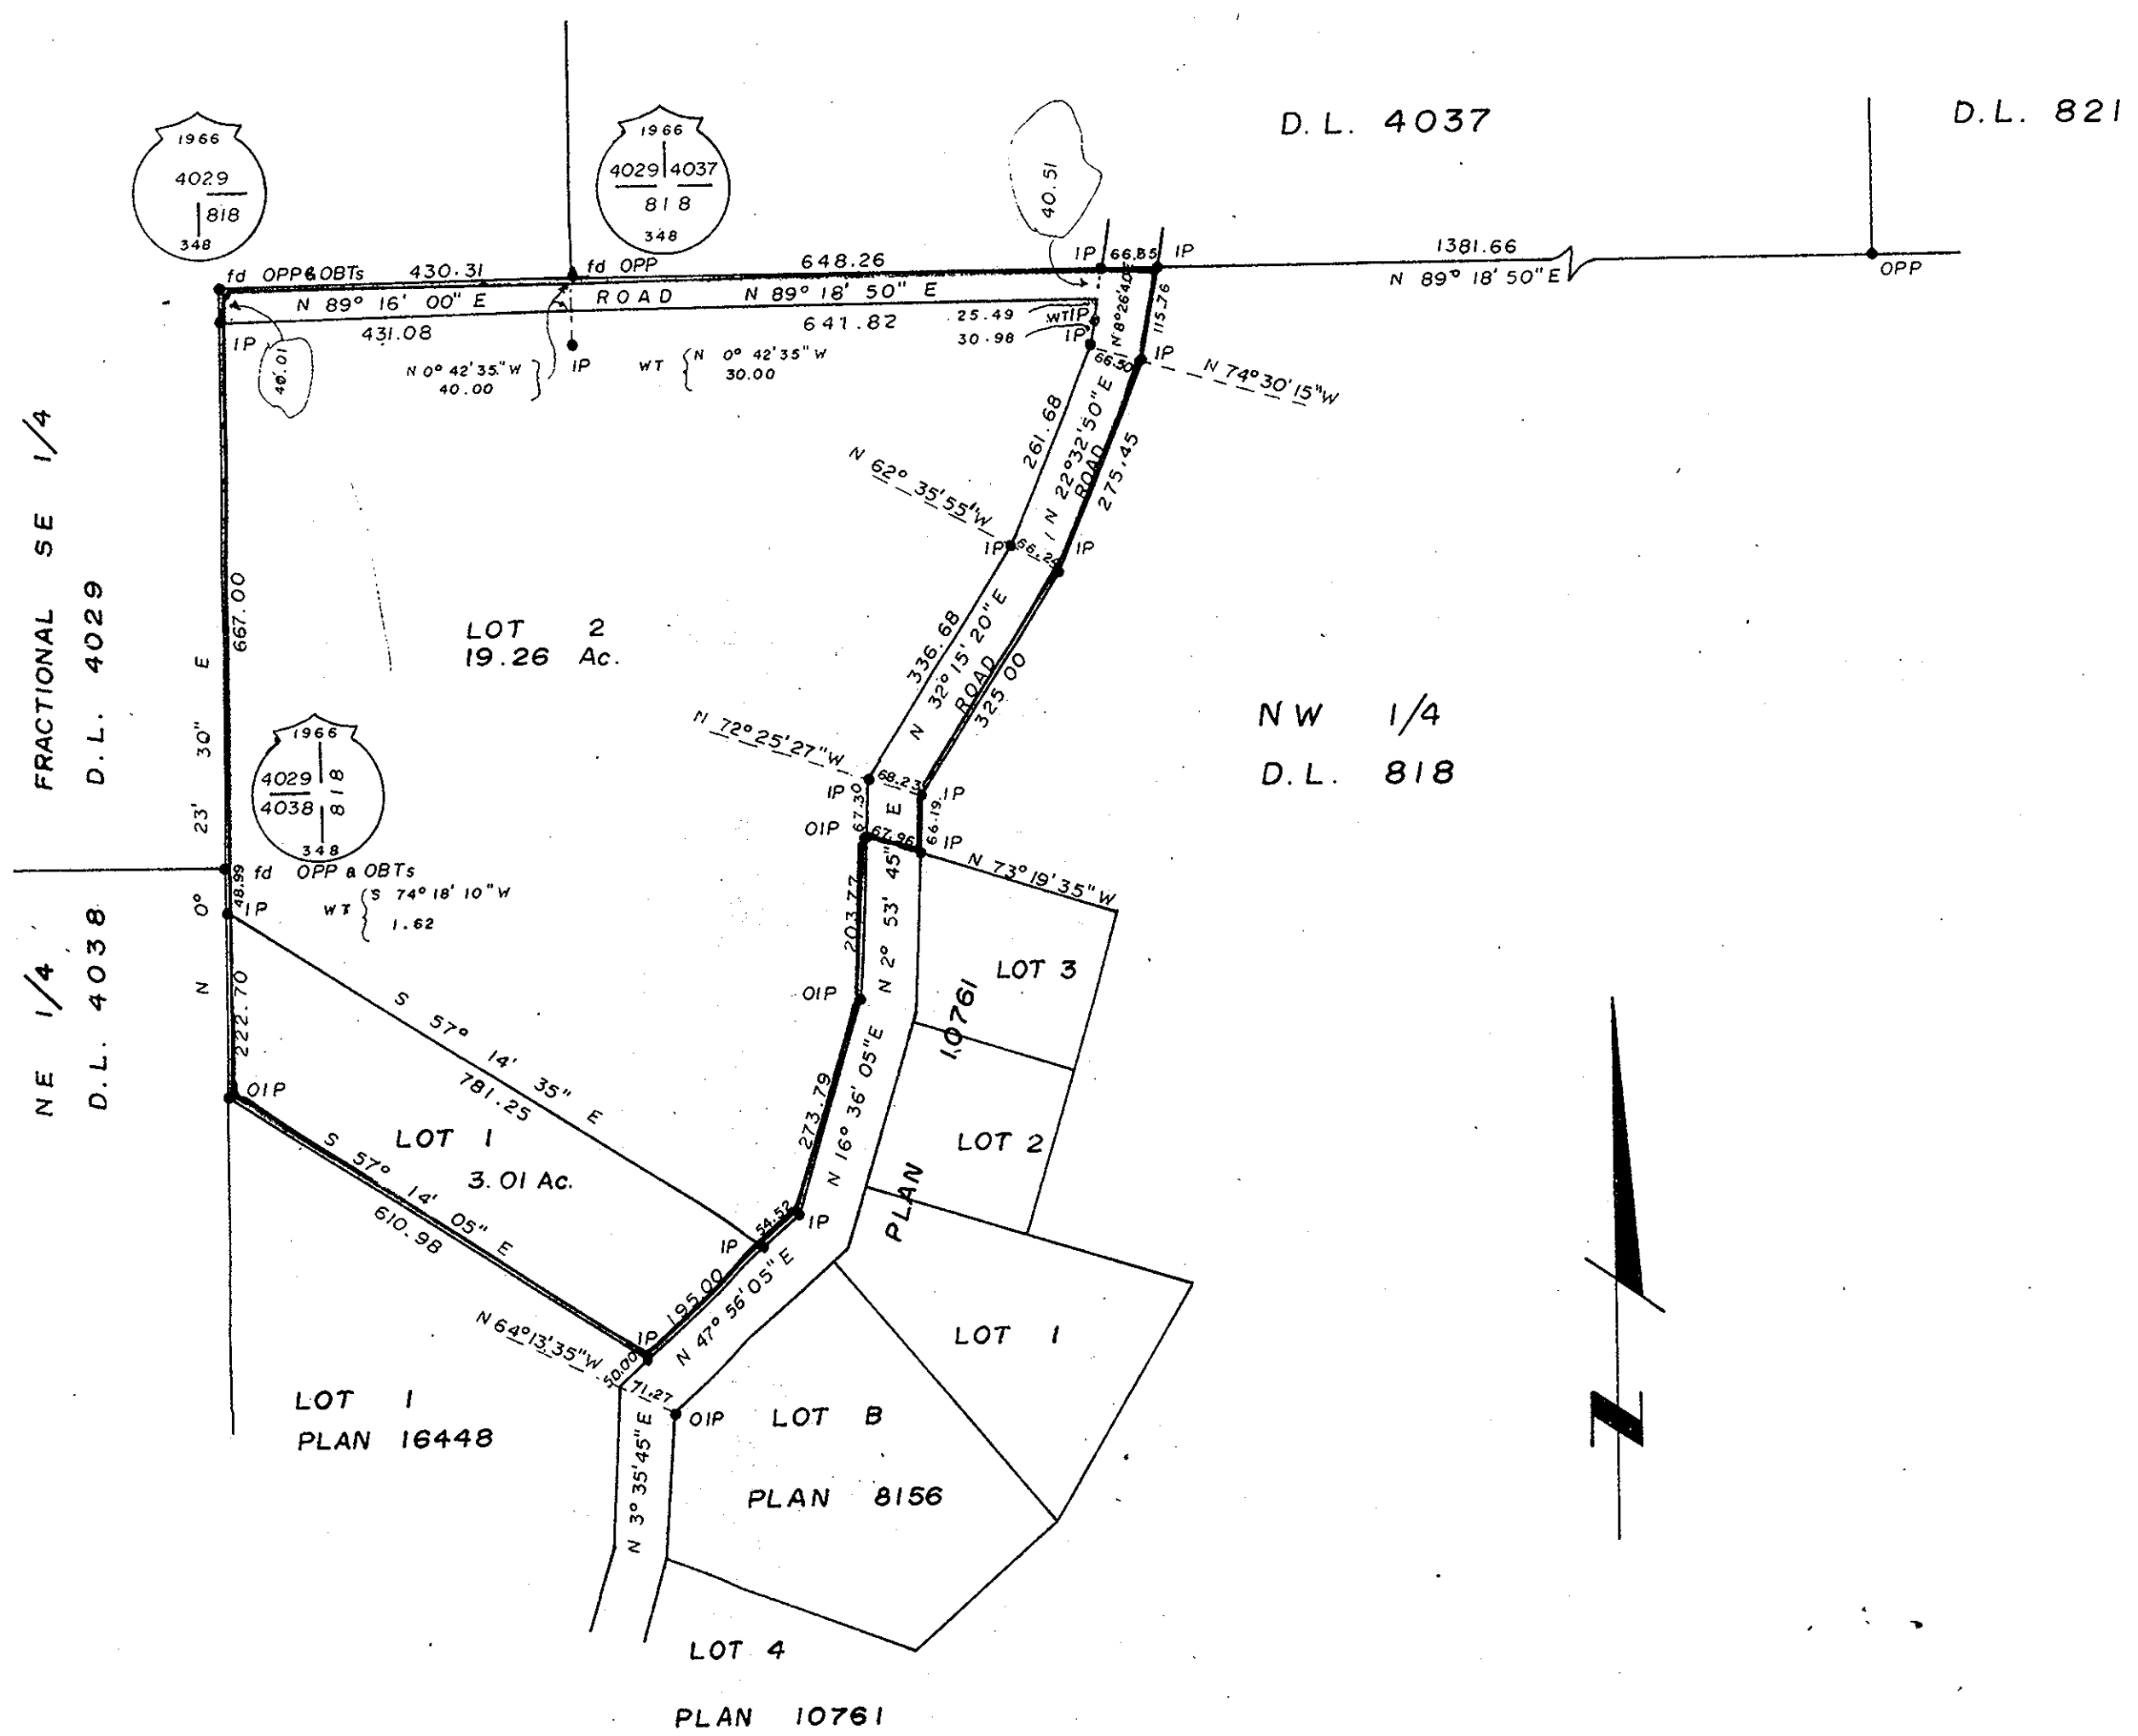 D.L. 4037
D.L. 821
1966
4029
818
348
1966
4029 4037
818
348
40.51
fd OPP & OBTs
430.31
fd OPP
648.26
IP
66.85
IP
1381.66
N 89° 18' 50" E
OPP
N 89° 16' 00" E
ROAD
N 89° 18' 50" E
431.08
641.82
25.49
WT IP
30.98
IP
N 8° 26'
115.76
IP
40.01
N 0° 42' 35" W
40.00
IP
WT
N 0° 42' 35" W
30.00
IP
66.50
N 74° 30' 15" W
261.68
N 22° 32' 50" E
ROAD
275.45
N 62° 35' 55" W
IP
IP
FRACTIONAL SE 1/4
D.L. 4029
667.00
N 0° 23' 30" E
LOT 2
19.26 Ac.
336.68
N 32° 15' 20" E
ROAD
325.00
N 72° 25' 27" W
68.23
IP
IP
NW 1/4
D.L. 818
1966
4029
4038
818
348
67.30
66.19
OIP
67.96
IP
N 73° 19' 35" W
fd OPP & OBTs
48.99
IP
WT
S 74° 18' 10" W
1.62
203.77
N 2° 53' 45" E
NE 1/4
D.L. 4038
222.70
OIP
LOT 3
PLAN 10761
S 57° 14' 35" E
781.25
OIP
LOT 1
3.01 Ac.
273.79
N 16° 36' 05" E
LOT 2
S 57° 14' 05" E
610.98
54.52
IP
IP
195.00
N 47° 56' 05" E
LOT 1
IP
N 64° 13' 35" W
50.00
71.27
OIP
LOT 1
PLAN 16448
LOT B
PLAN 8156
N 3° 35' 45" E
N
LOT 4
PLAN 10761